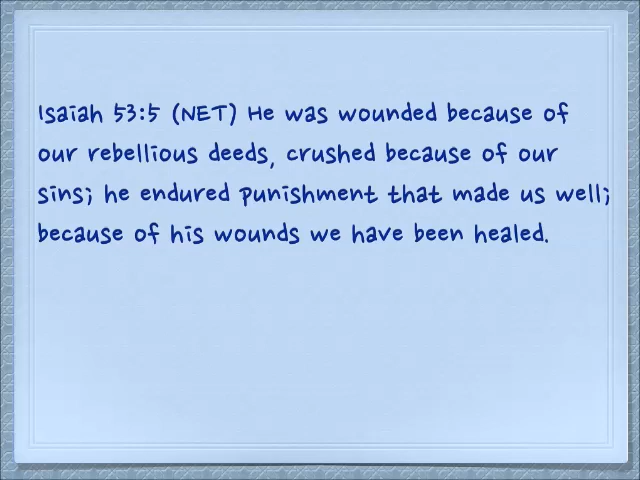 Isaiah 53:5 (NET) He was wounded because of
our rebellious deeds, crushed because of our
sins; he endured punishment that made us well;
because of his wounds we have been healed.